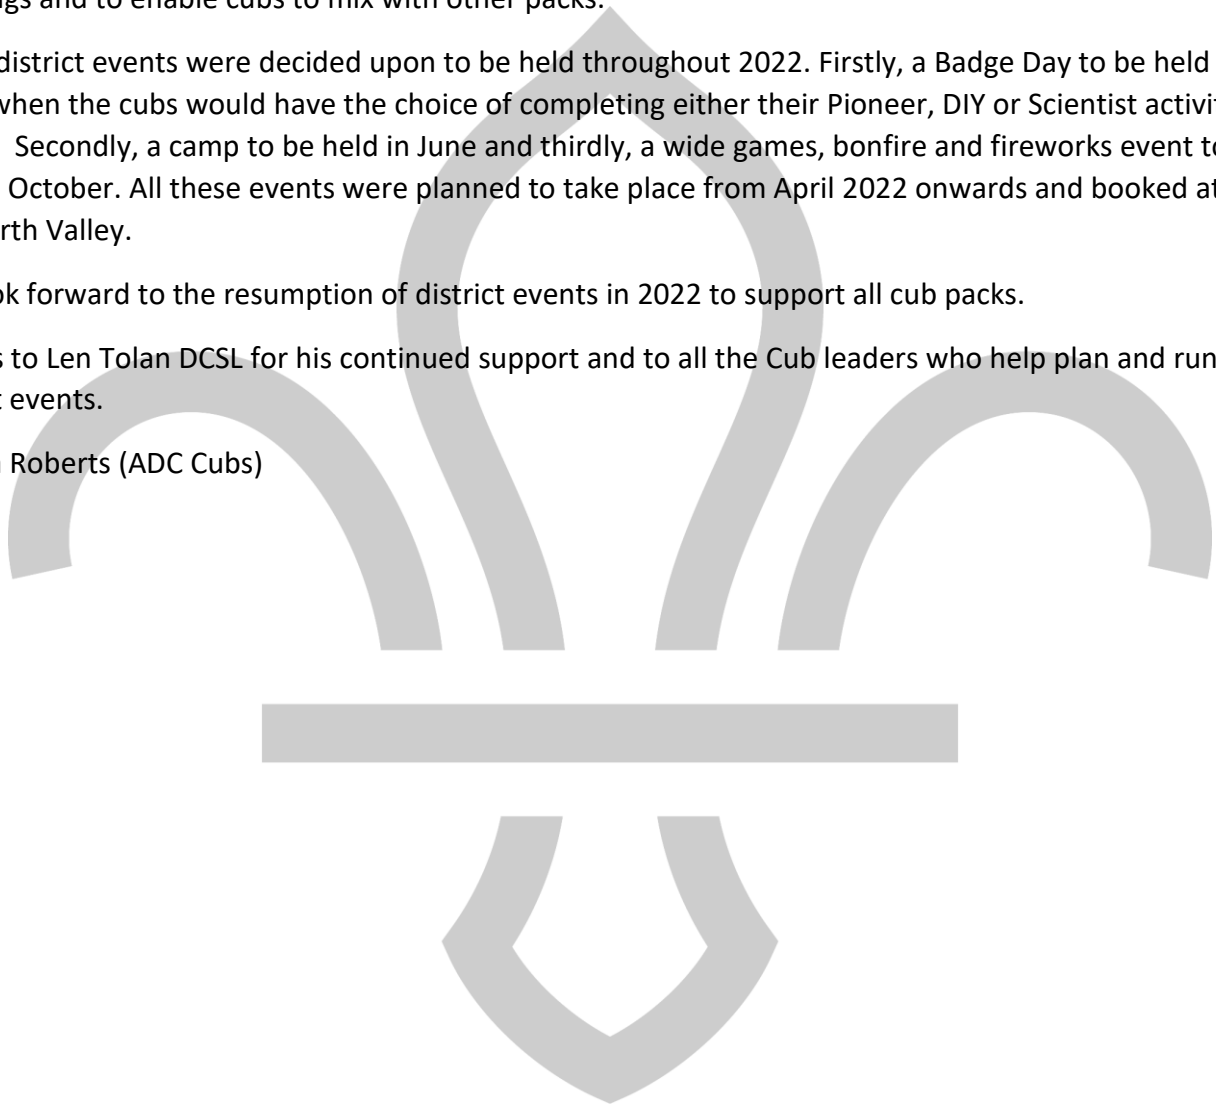 gs and to enable cubs to mix with other packs.
district events were decided upon to be held throughout 2022. Firstly, a Badge Day to be held
when the cubs would have the choice of completing either their Pioneer, DIY or Scientist activit
Secondly, a camp to be held in June and thirdly, a wide games, bonfire and fireworks event to
October. All these events were planned to take place from April 2022 onwards and booked at
rth Valley.
ok forward to the resumption of district events in 2022 to support all cub packs.
s to Len Tolan DCSL for his continued support and to all the Cub leaders who help plan and run
t events.
Roberts (ADC Cubs)